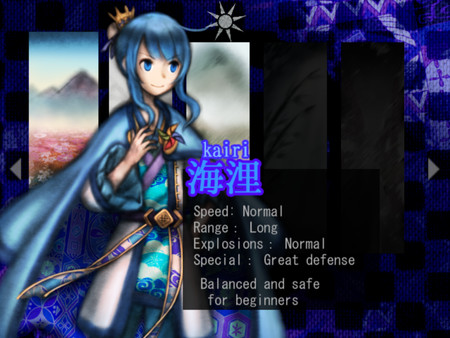 kairi
海浬
Speed: Normal
Range : Long
Explosions : Normal
Special : Great defense
Balanced and safe
for beginners